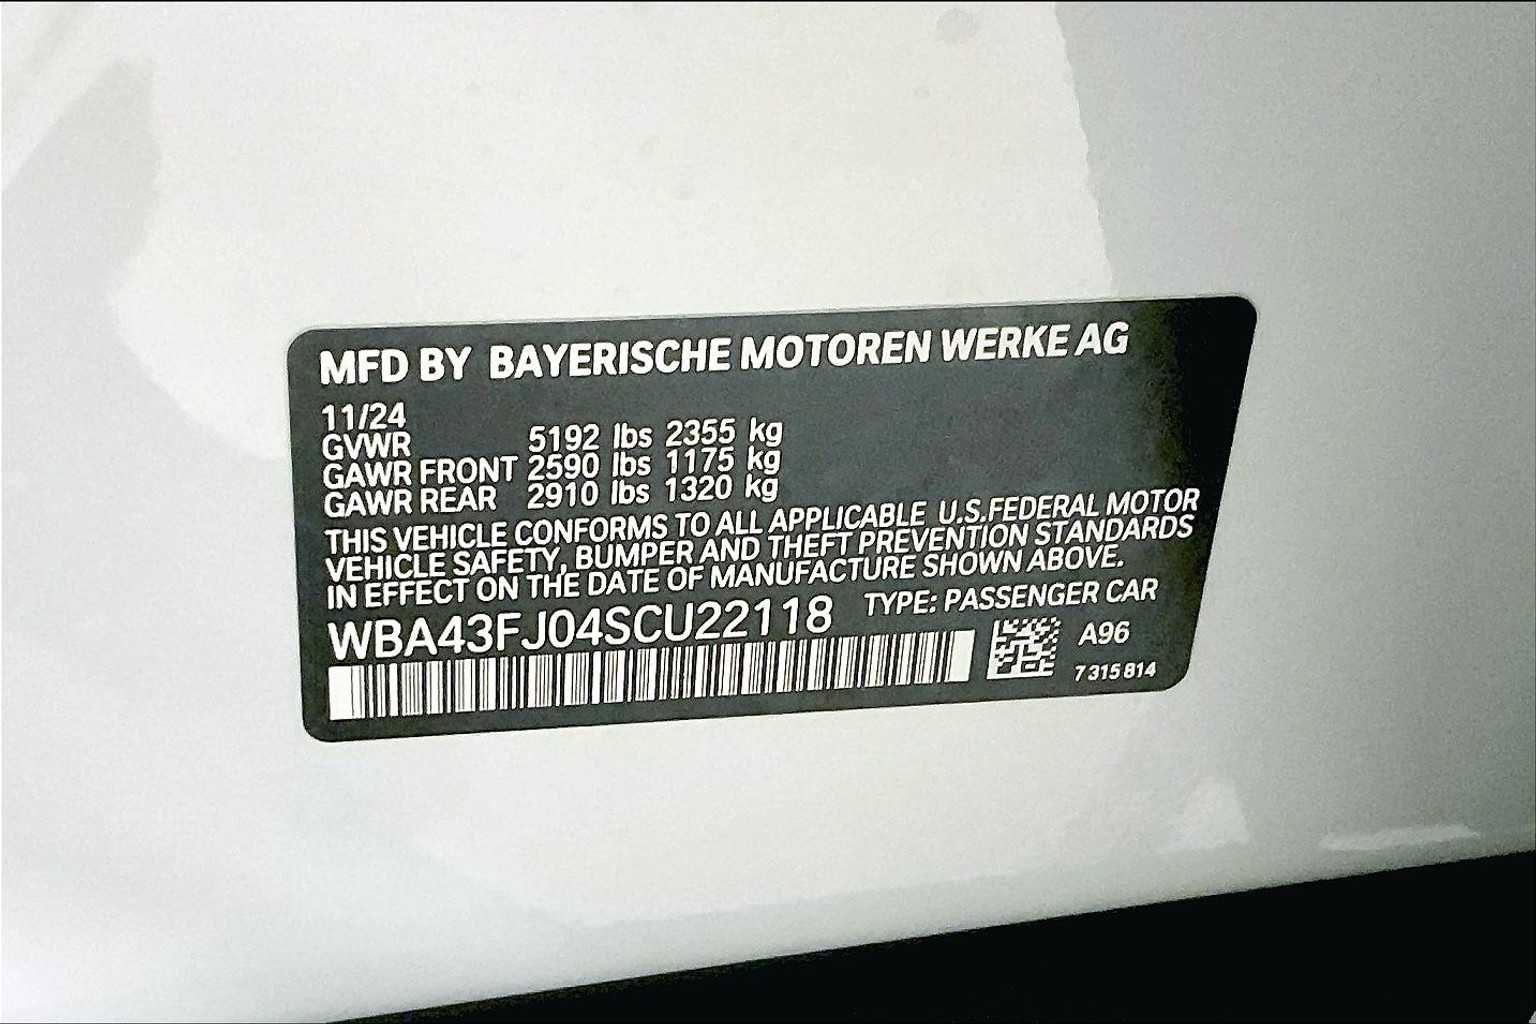 MFD BY BAYERISCHE MOTOREN WERKE AG
11/24
GVWR 5192 lbs 2355 kg
GAWR FRONT 2590 lbs 1175 kg
GAWR REAR 2910 lbs 1320 kg
THIS VEHICLE CONFORMS TO ALL APPLICABLE U.S.FEDERAL MOTOR
VEHICLE SAFETY, BUMPER AND THEFT PREVENTION STANDARDS
IN EFFECT ON THE DATE OF MANUFACTURE SHOWN ABOVE.
WBA43FJ04SCU22118 TYPE: PASSENGER CAR
A96
7 315 814